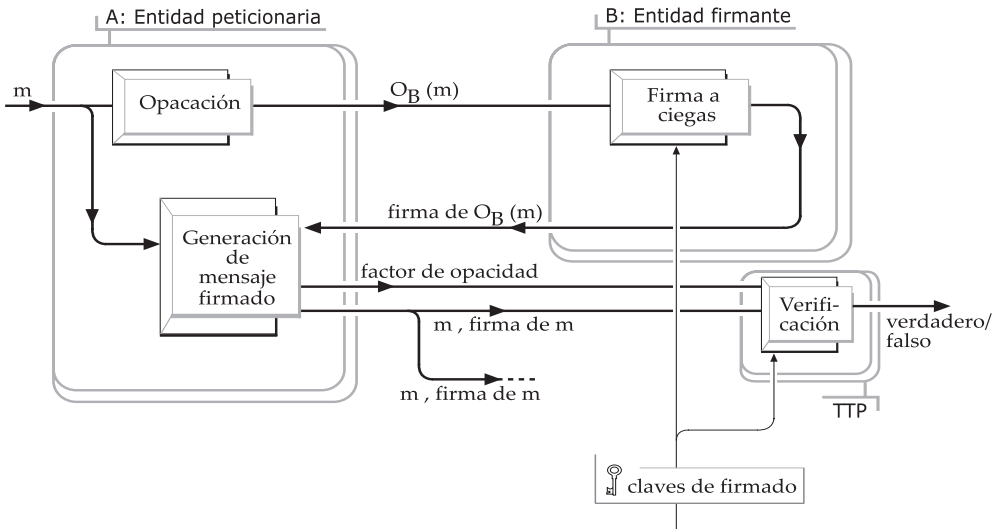 A: Entidad peticionaria
B: Entidad firmante
m
Opacación
O_B (m)
Firma a
ciegas
firma de O_B (m)
Generación
de
mensaje
firmado
factor de opacidad
m , firma de m
m , firma de m
Verifi-
cación
verdadero/
falso
TTP
claves de firmado